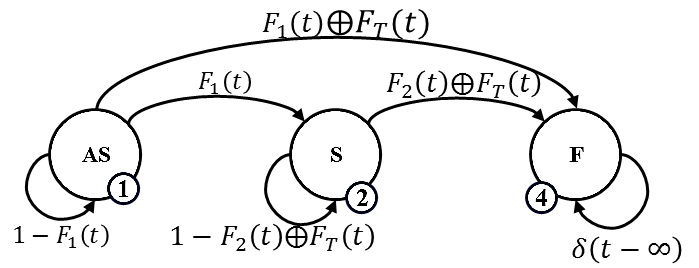 F₁(t)⊕F_T(t)
F₁(t)
F₂(t)⊕F_T(t)
AS
S
F
1
2
4
1−F₁(t)
1−F₂(t)⊕F_T(t)
δ(t−∞)